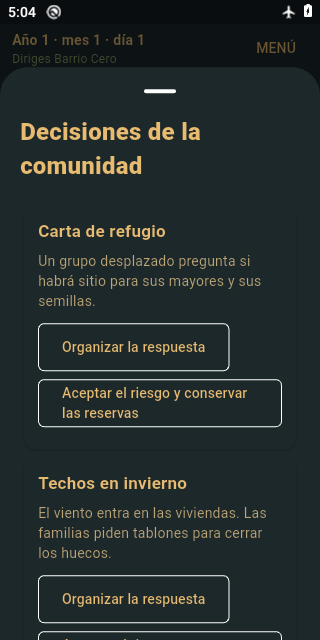 5:04
Año 1 · mes 1 · día 1
Diriges Barrio Cero
MENÚ
Decisiones de la
comunidad
Carta de refugio
Un grupo desplazado pregunta si
habrá sitio para sus mayores y sus
semillas.
Organizar la respuesta
Aceptar el riesgo y conservar
las reservas
Techos en invierno
El viento entra en las viviendas. Las
familias piden tablones para cerrar
los huecos.
Organizar la respuesta